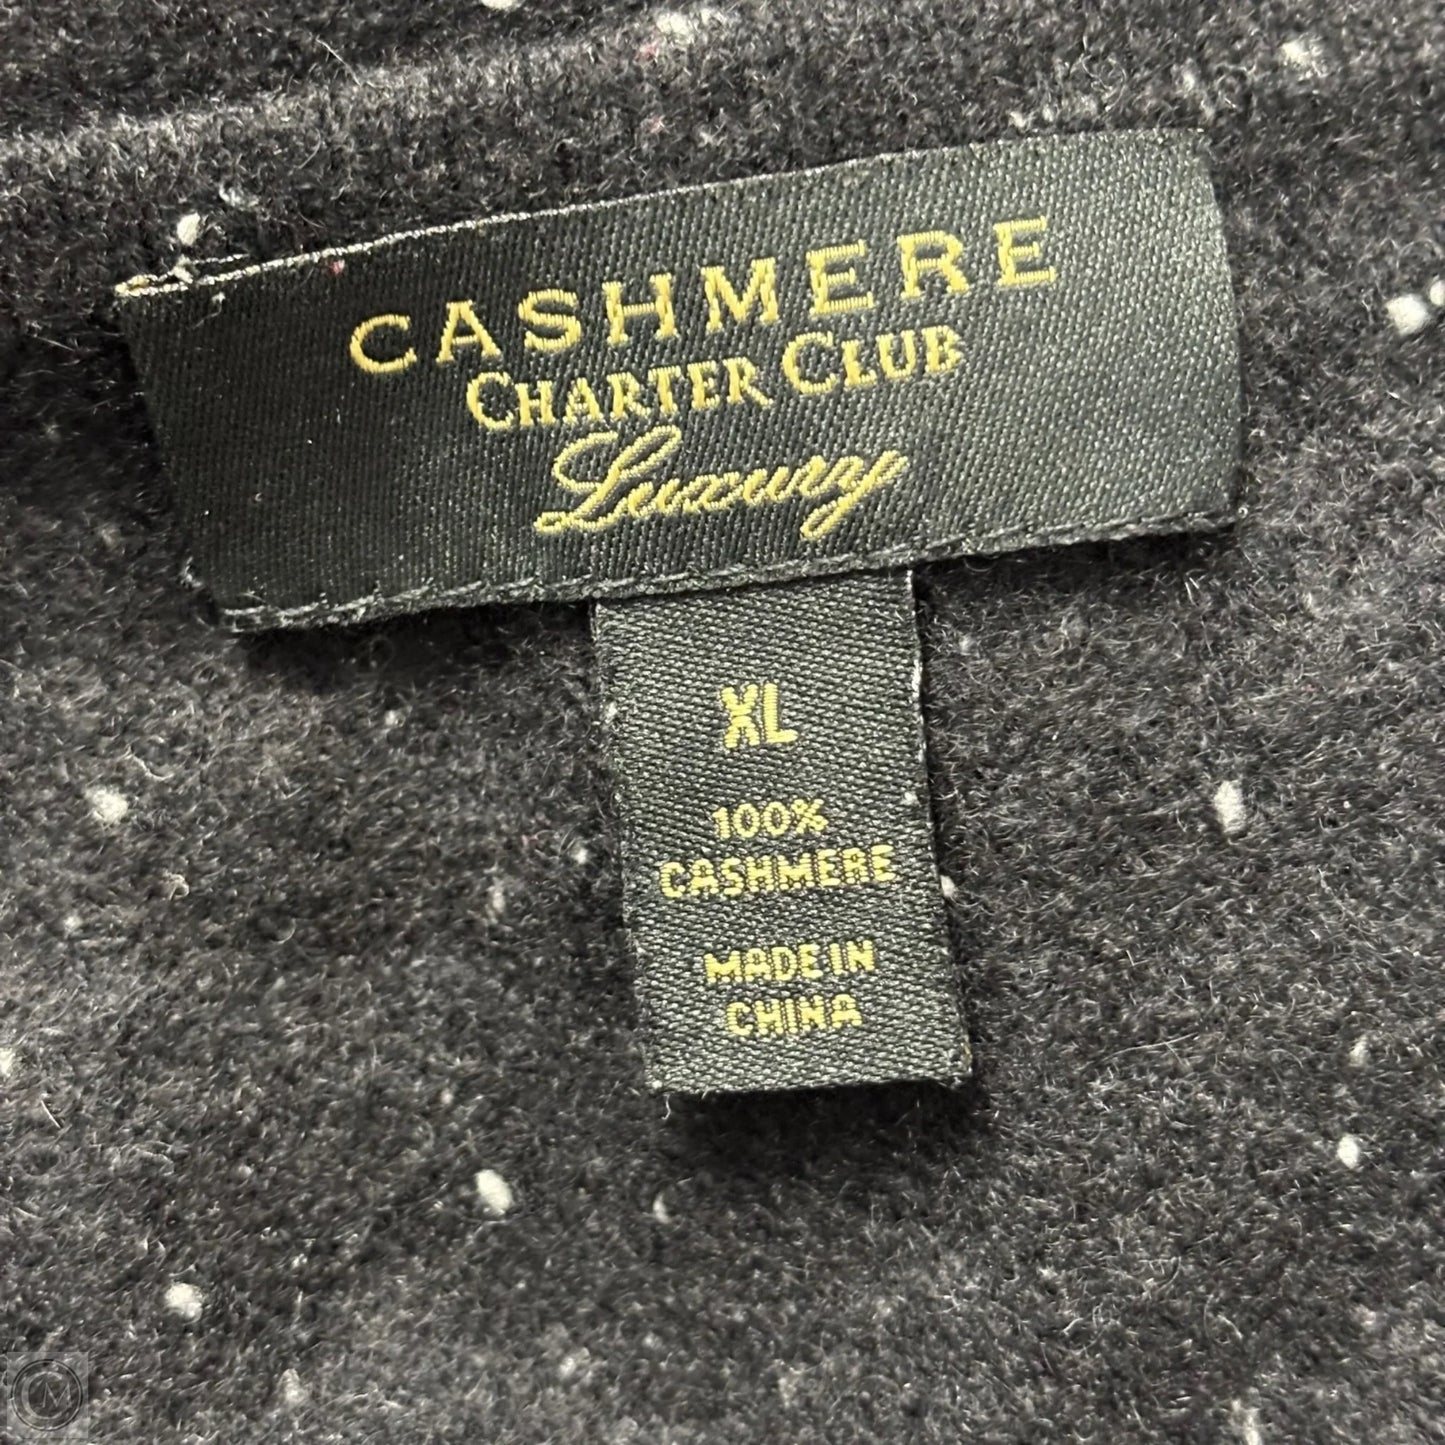 CASHMERE
CHARTER CLUB
Luxury
XL
100%
CASHMERE
MADE IN
CHINA